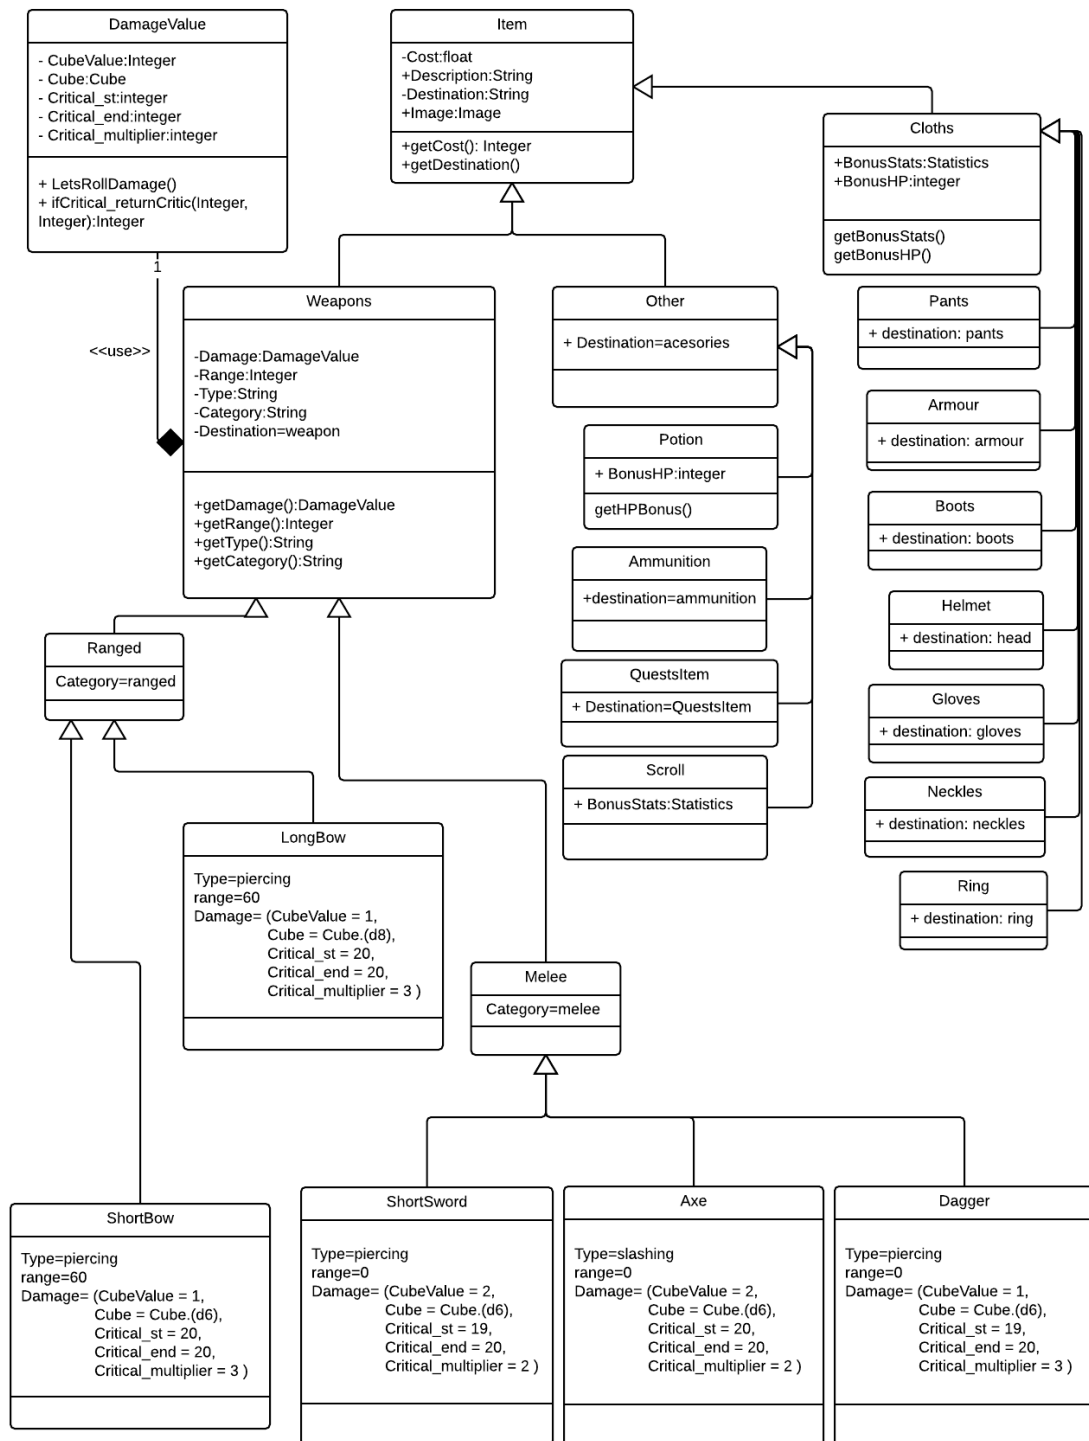 DamageValue
- CubeValue:Integer
- Cube:Cube
- Critical_st:integer
- Critical_end:integer
- Critical_multiplier:integer
+ LetsRollDamage()
+ ifCritical_returnCritic(Integer,
Integer):Integer
1
<<use>>
Item
-Cost:float
+Description:String
-Destination:String
+Image:Image
+getCost(): Integer
+getDestination()
Cloths
+BonusStats:Statistics
+BonusHP:integer
getBonusStats()
getBonusHP()
Weapons
-Damage:DamageValue
-Range:Integer
-Type:String
-Category:String
-Destination=weapon
+getDamage():DamageValue
+getRange():Integer
+getType():String
+getCategory():String
Other
+ Destination=acesories
Pants
+ destination: pants
Armour
+ destination: armour
Potion
+ BonusHP:integer
getHPBonus()
Boots
+ destination: boots
Ammunition
+destination=ammunition
Helmet
+ destination: head
Ranged
Category=ranged
QuestsItem
+ Destination=QuestsItem
Gloves
+ destination: gloves
Scroll
+ BonusStats:Statistics
Neckles
+ destination: neckles
LongBow
Type=piercing
range=60
Damage= (CubeValue = 1,
Cube = Cube.(d8),
Critical_st = 20,
Critical_end = 20,
Critical_multiplier = 3 )
Ring
+ destination: ring
Melee
Category=melee
ShortBow
Type=piercing
range=60
Damage= (CubeValue = 1,
Cube = Cube.(d6),
Critical_st = 20,
Critical_end = 20,
Critical_multiplier = 3 )
ShortSword
Type=piercing
range=0
Damage= (CubeValue = 2,
Cube = Cube.(d6),
Critical_st = 19,
Critical_end = 20,
Critical_multiplier = 2 )
Axe
Type=slashing
range=0
Damage= (CubeValue = 2,
Cube = Cube.(d6),
Critical_st = 20,
Critical_end = 20,
Critical_multiplier = 2 )
Dagger
Type=piercing
range=0
Damage= (CubeValue = 1,
Cube = Cube.(d6),
Critical_st = 19,
Critical_end = 20,
Critical_multiplier = 3 )